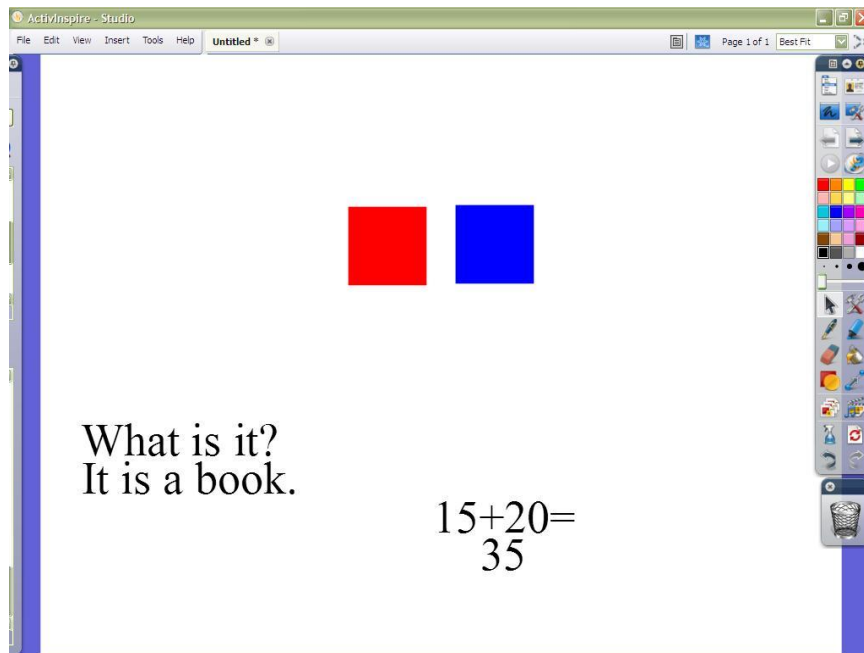 ActivInspire - Studio
File Edit View Insert Tools Help Untitled * Page 1 of 1 Best Fit
What is it?
It is a book.
15+20=
35